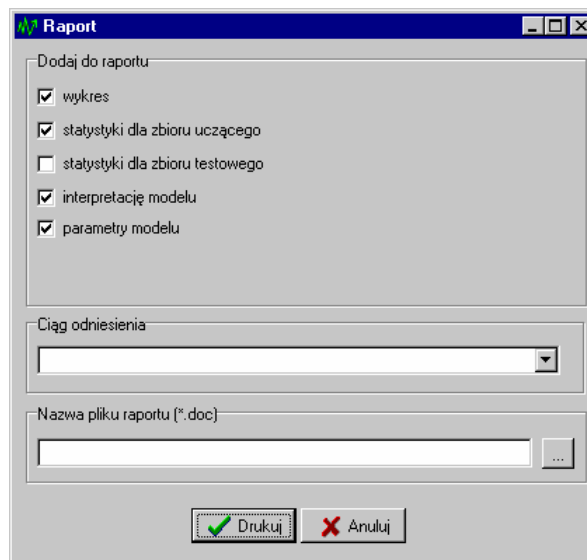 Raport
Dodaj do raportu
wykres
statystyki dla zbioru uczącego
statystyki dla zbioru testowego
interpretację modelu
parametry modelu
Ciąg odniesienia
Nazwa pliku raportu (*.doc)
...
Drukuj
Anuluj